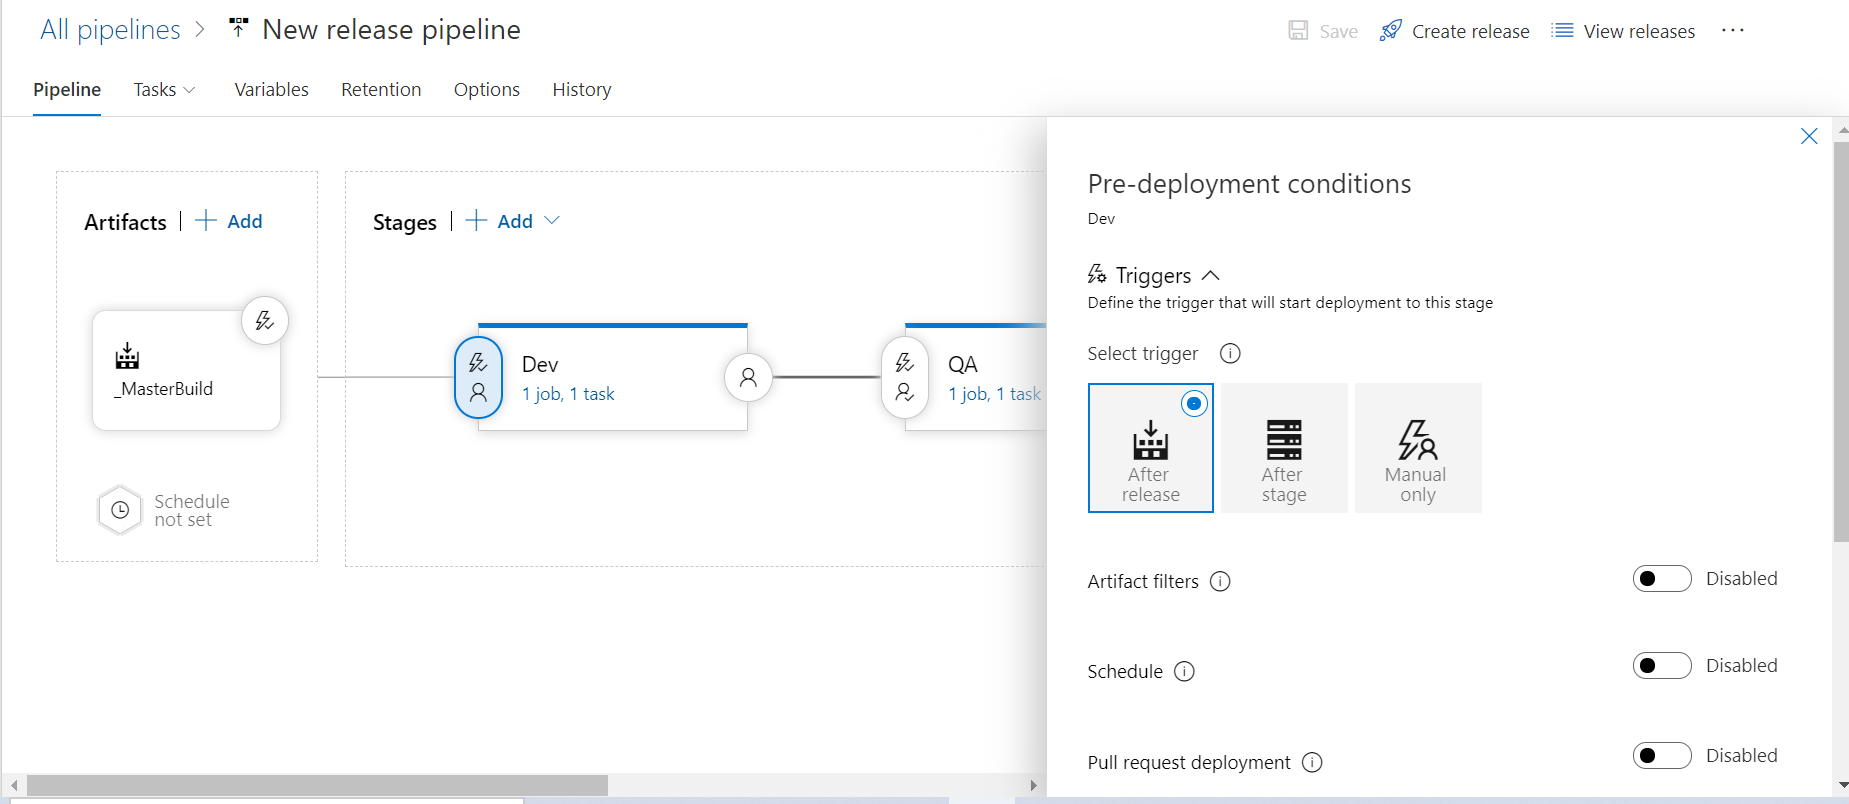 All pipelines > New release pipeline
Save Create release View releases ...
Pipeline Tasks Variables Retention Options History
Artifacts | + Add
Stages | + Add
_MasterBuild
Schedule
not set
Dev
1 job, 1 task
QA
1 job, 1 task
Pre-deployment conditions
Dev
Triggers
Define the trigger that will start deployment to this stage
Select trigger
After
release
After
stage
Manual
only
Artifact filters Disabled
Schedule Disabled
Pull request deployment Disabled